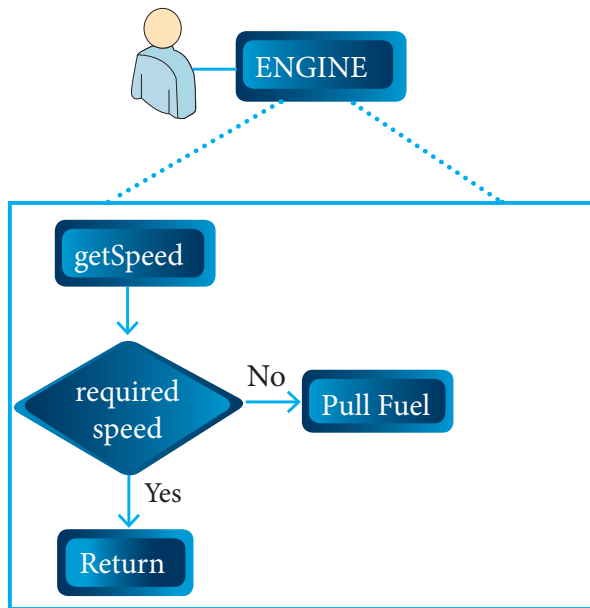 ENGINE
getSpeed
required
speed
No
Pull Fuel
Yes
Return